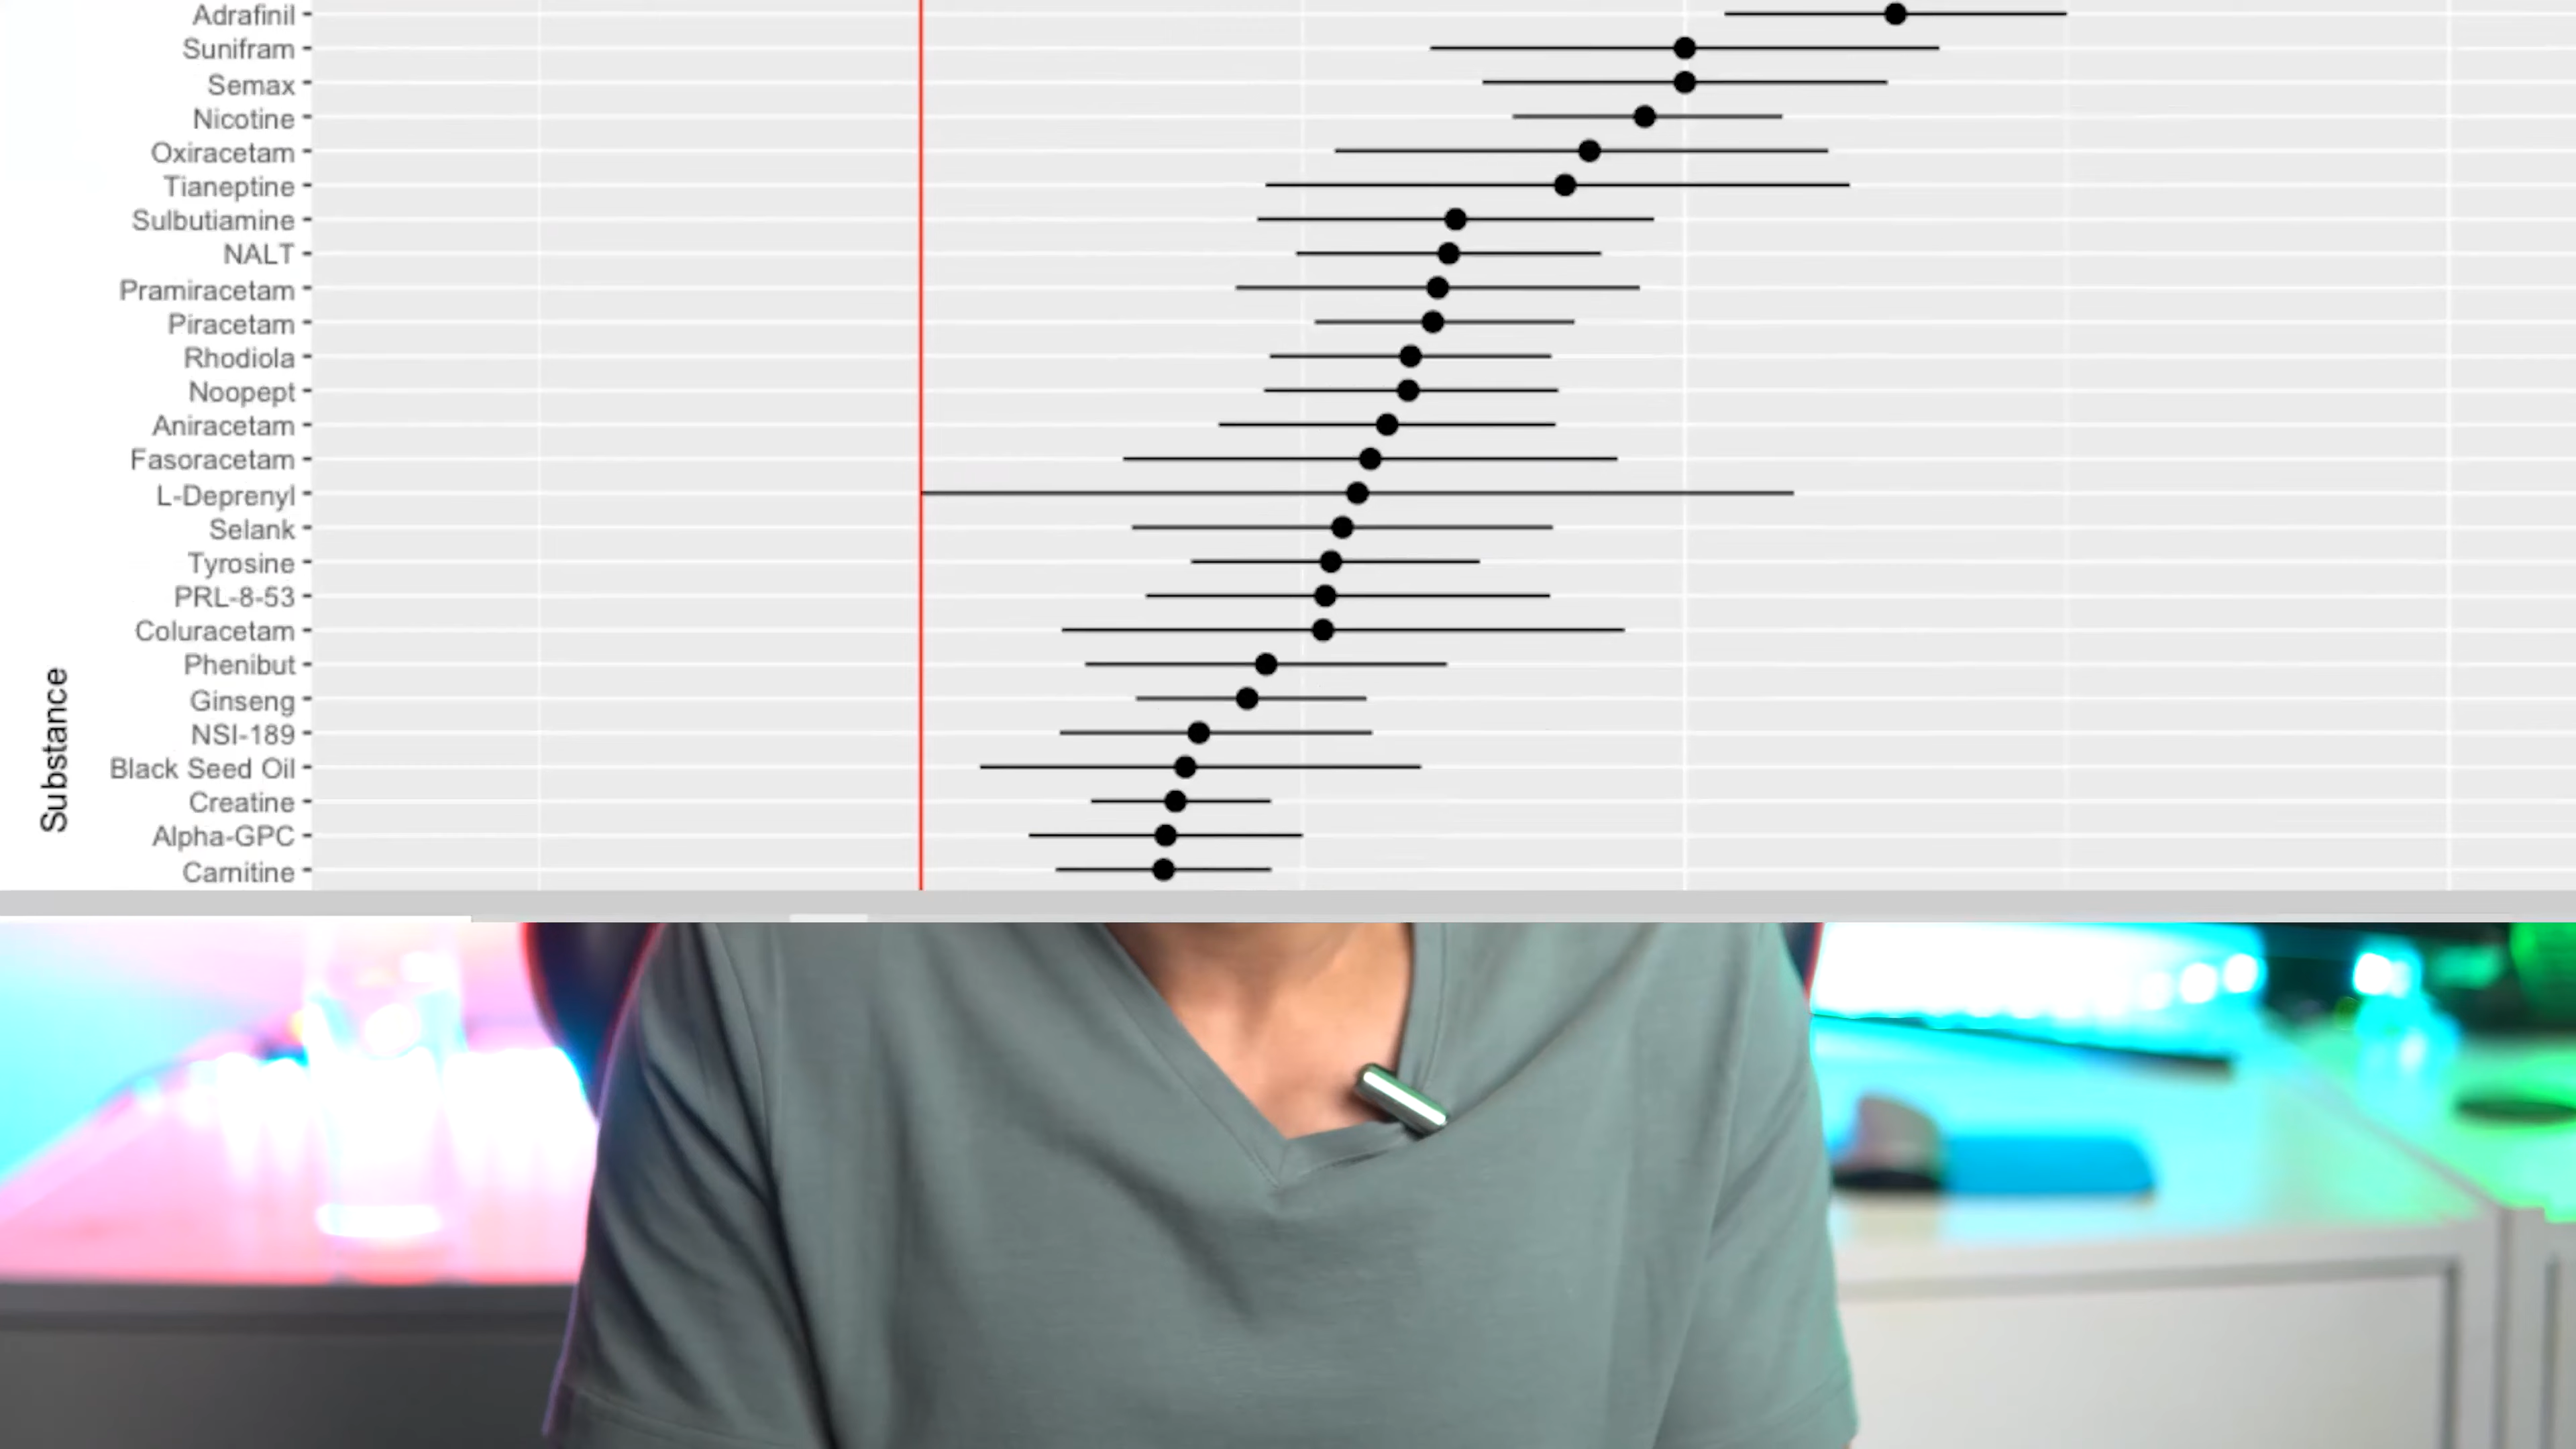 Adrafinil
Sunifram
Semax
Nicotine
Oxiracetam
Tianeptine
Sulbutiamine
NALT
Pramiracetam
Piracetam
Rhodiola
Noopept
Aniracetam
Fasoracetam
L-Deprenyl
Selank
Tyrosine
PRL-8-53
Coluracetam
Phenibut
Ginseng
NSI-189
Black Seed Oil
Creatine
Alpha-GPC
Carnitine
Substance